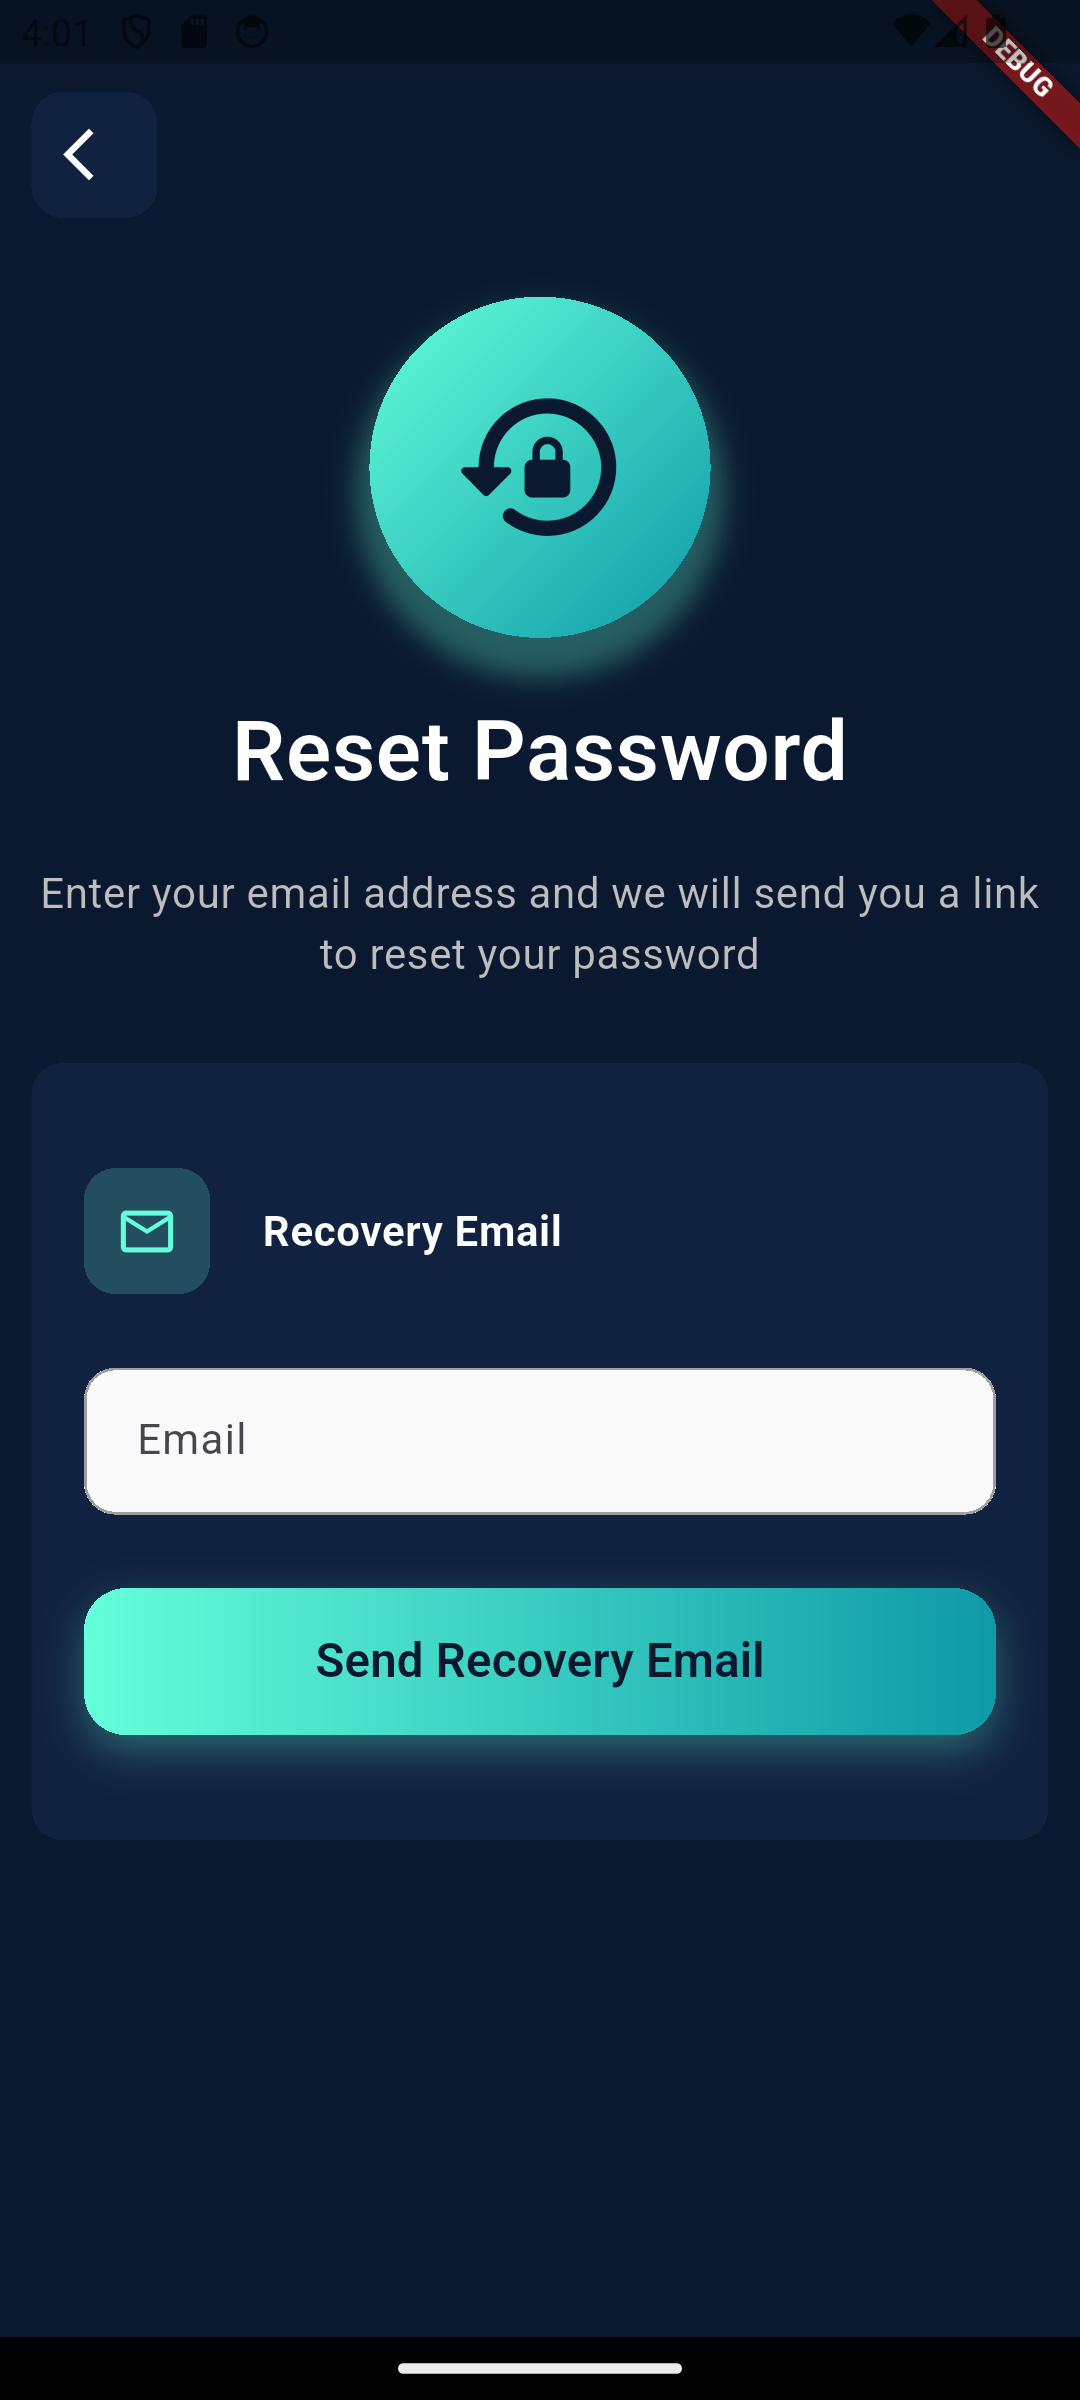 4:01
DEBUG
Reset Password
Enter your email address and we will send you a link
to reset your password
Recovery Email
Email
Send Recovery Email